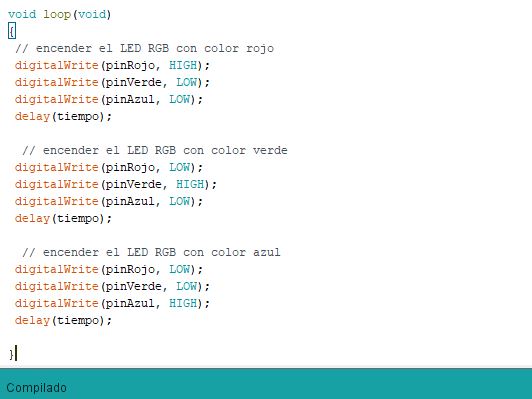 void loop(void)
{
// encender el LED RGB con color rojo
digitalWrite(pinRojo, HIGH);
digitalWrite(pinVerde, LOW);
digitalWrite(pinAzul, LOW);
delay(tiempo);
// encender el LED RGB con color verde
digitalWrite(pinRojo, LOW);
digitalWrite(pinVerde, HIGH);
digitalWrite(pinAzul, LOW);
delay(tiempo);
// encender el LED RGB con color azul
digitalWrite(pinRojo, LOW);
digitalWrite(pinVerde, LOW);
digitalWrite(pinAzul, HIGH);
delay(tiempo);
}
Compilado